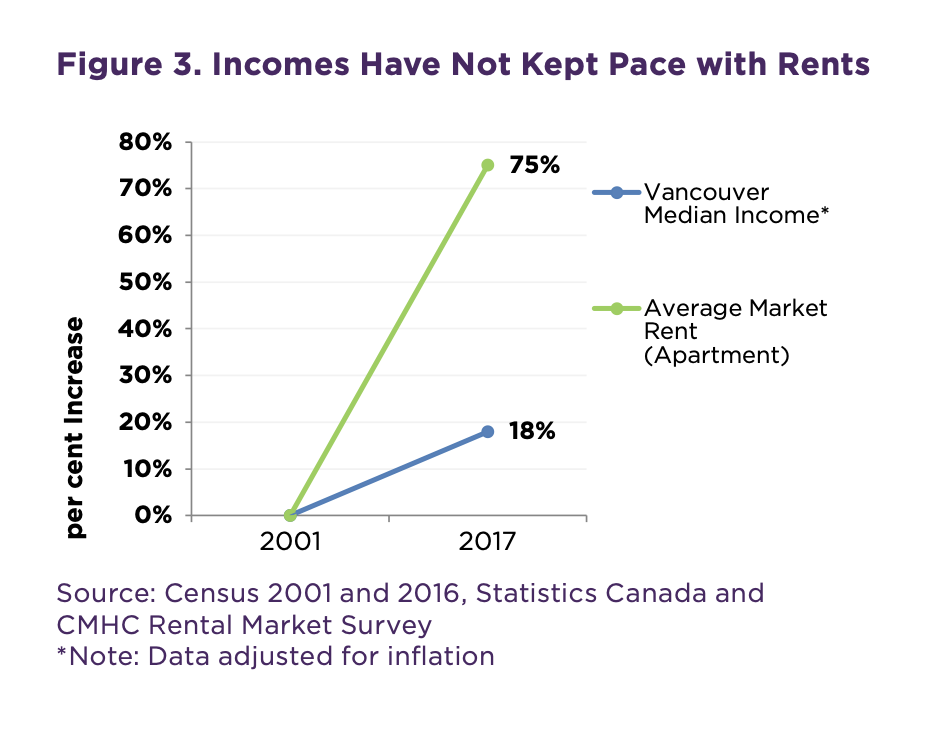 Figure 3. Incomes Have Not Kept Pace with Rents
80%
70%
60%
50%
40%
30%
20%
10%
0%
per cent Increase
75%
18%
2001
2017
Vancouver
Median Income*
Average Market
Rent
(Apartment)
Source: Census 2001 and 2016, Statistics Canada and
CMHC Rental Market Survey
*Note: Data adjusted for inflation